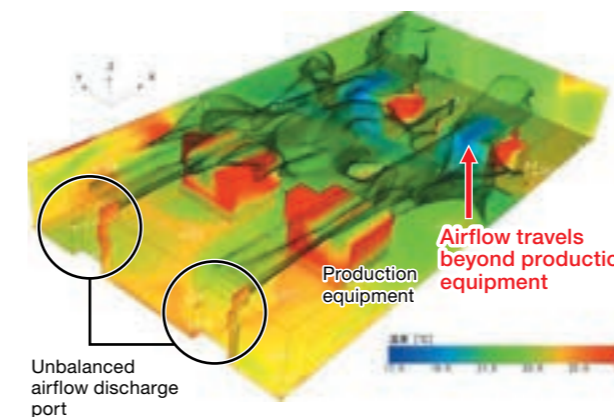 Airflow travels
beyond productio
equipment
Production
equipment
Unbalanced
airflow discharge
port